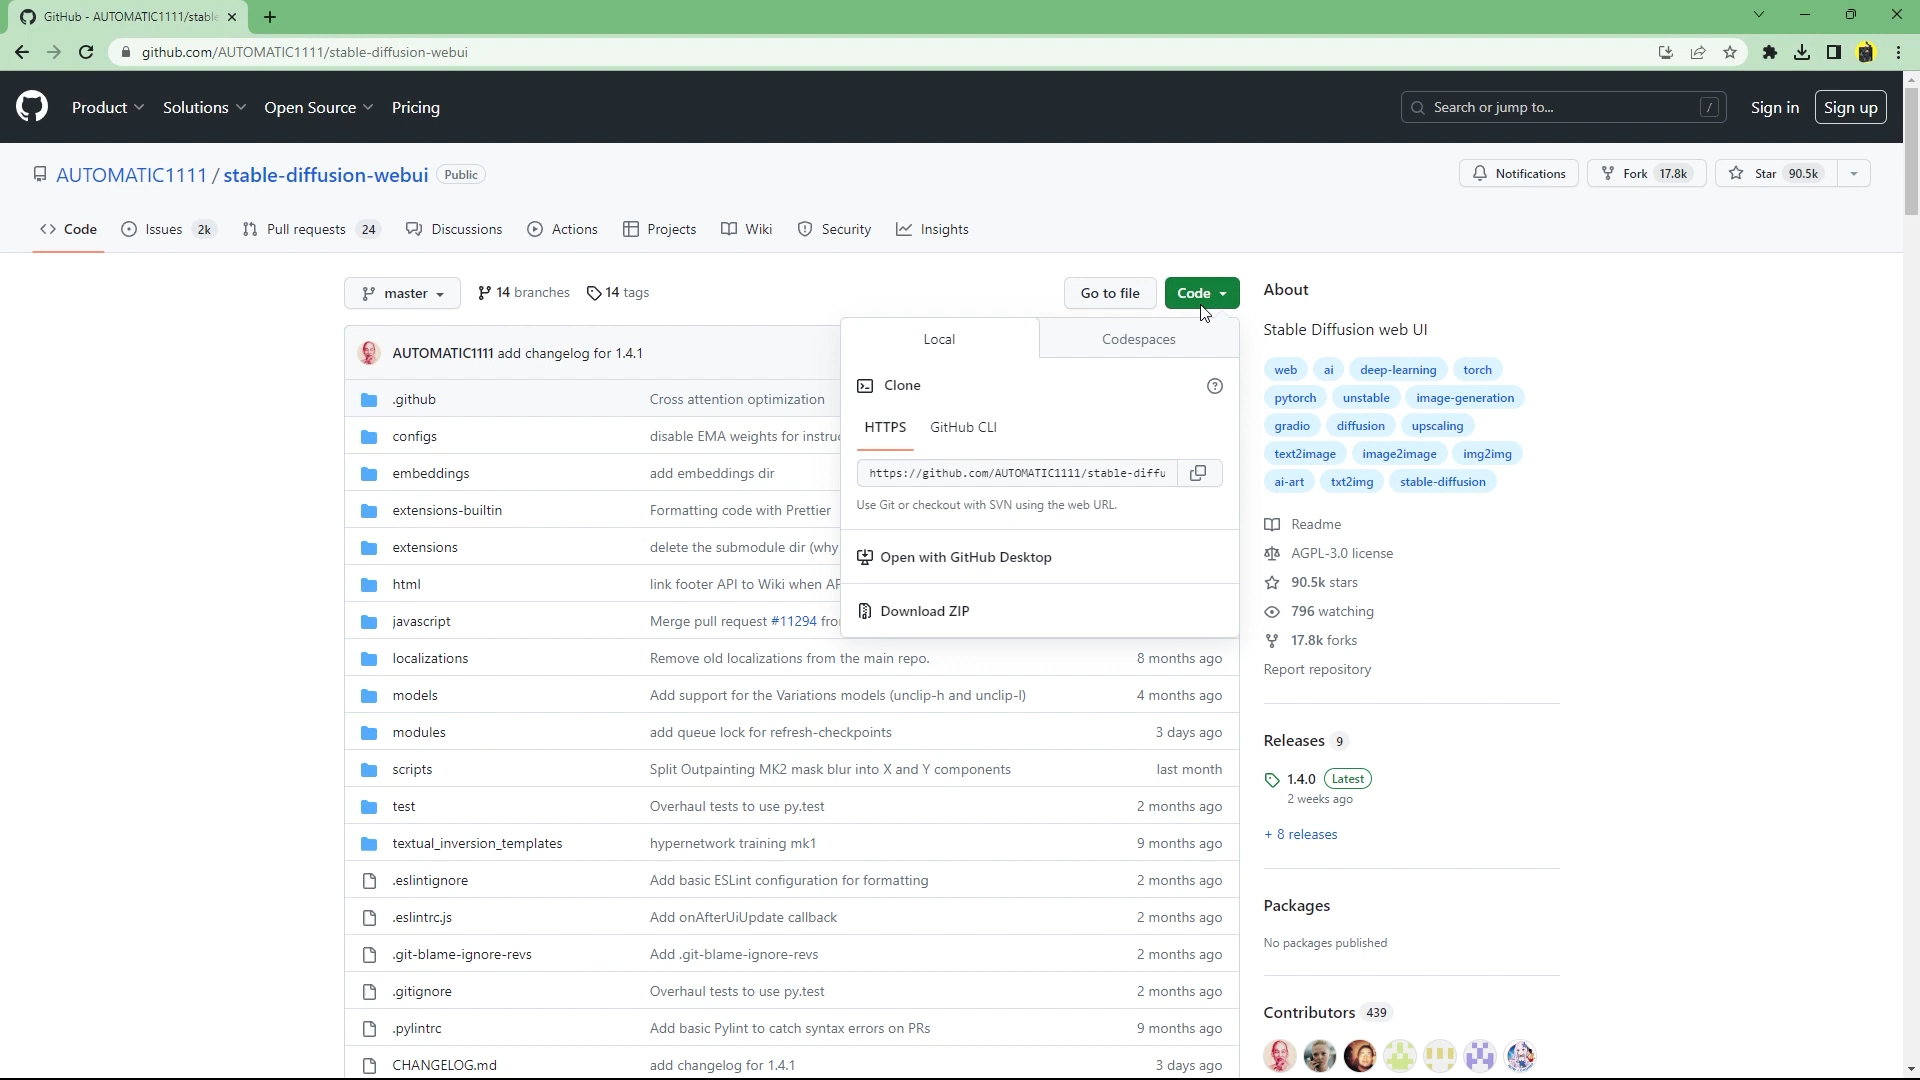 GitHub - AUTOMATIC1111/stable
github.com/AUTOMATIC1111/stable-diffusion-webui
Product Solutions Open Source Pricing
Search or jump to... /
Sign in Sign up
AUTOMATIC1111 / stable-diffusion-webui Public
Notifications Fork 17.8k Star 90.5k
Code Issues 2k Pull requests 24 Discussions Actions Projects Wiki Security Insights
master 14 branches 14 tags Go to file Code
AUTOMATIC1111 add changelog for 1.4.1
.github Cross attention optimization
configs disable EMA weights for instru
embeddings add embeddings dir
extensions-builtin Formatting code with Prettier
extensions delete the submodule dir (why
html link footer API to Wiki when AP
javascript Merge pull request #11294 fro
localizations Remove old localizations from the main repo. 8 months ago
models Add support for the Variations models (unclip-h and unclip-l) 4 months ago
modules add queue lock for refresh-checkpoints 3 days ago
scripts Split Outpainting MK2 mask blur into X and Y components last month
test Overhaul tests to use py.test 2 months ago
textual_inversion_templates hypernetwork training mk1 9 months ago
.eslintignore Add basic ESLint configuration for formatting 2 months ago
.eslintrc.js Add onAfterUiUpdate callback 2 months ago
.git-blame-ignore-revs Add .git-blame-ignore-revs 2 months ago
.gitignore Overhaul tests to use py.test 2 months ago
.pylintrc Add basic Pylint to catch syntax errors on PRs 9 months ago
CHANGELOG.md add changelog for 1.4.1 3 days ago
Local Codespaces
Clone
HTTPS GitHub CLI
https://github.com/AUTOMATIC1111/stable-diffu
Use Git or checkout with SVN using the web URL.
Open with GitHub Desktop
Download ZIP
About
Stable Diffusion web UI
web ai deep-learning torch
pytorch unstable image-generation
gradio diffusion upscaling
text2image image2image img2img
ai-art txt2img stable-diffusion
Readme
AGPL-3.0 license
90.5k stars
796 watching
17.8k forks
Report repository
Releases 9
1.4.0 Latest
2 weeks ago
+ 8 releases
Packages
No packages published
Contributors 439